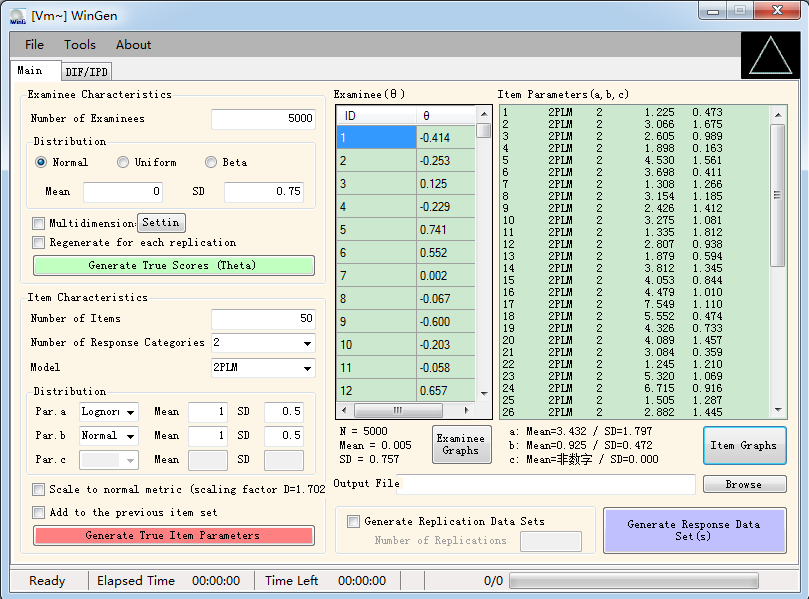 [Vm~] WinGen
File Tools About
Main DIF/IPD
Examinee Characteristics
Number of Examinees 5000
Distribution
Normal Uniform Beta
Mean 0 SD 0.75
Multidimension: Settin
Regenerate for each replication
Generate True Scores (Theta)
Item Characteristics
Number of Items 50
Number of Response Categories 2
Model 2PLM
Distribution
Par.a Lognor Mean 1 SD 0.5
Par.b Normal Mean 1 SD 0.5
Par.c Mean SD
Scale to normal metric (scaling factor D=1.702
Add to the previous item set
Generate True Item Parameters
Examinee(θ)
ID θ
1 -0.414
2 -0.253
3 0.125
4 -0.229
5 0.741
6 0.552
7 0.002
8 -0.067
9 -0.600
10 -0.203
11 -0.058
12 0.657
N = 5000
Mean = 0.005
SD = 0.757
Examinee
Graphs
Item Parameters(a,b,c)
1 2PLM 2 1.225 0.473
2 2PLM 2 3.066 1.675
3 2PLM 2 2.605 0.989
4 2PLM 2 1.898 0.163
5 2PLM 2 4.530 1.561
6 2PLM 2 3.698 0.411
7 2PLM 2 1.308 1.266
8 2PLM 2 3.154 1.185
9 2PLM 2 2.426 1.412
10 2PLM 2 3.275 1.081
11 2PLM 2 1.335 1.812
12 2PLM 2 2.807 0.938
13 2PLM 2 1.879 0.594
14 2PLM 2 3.812 1.345
15 2PLM 2 4.053 0.844
16 2PLM 2 4.479 1.010
17 2PLM 2 7.549 1.110
18 2PLM 2 5.552 0.474
19 2PLM 2 4.326 0.733
20 2PLM 2 4.089 1.457
21 2PLM 2 3.084 0.359
22 2PLM 2 1.245 1.210
23 2PLM 2 5.320 1.069
24 2PLM 2 6.715 0.916
25 2PLM 2 1.505 1.287
26 2PLM 2 2.882 1.445
a: Mean=3.432 / SD=1.797
b: Mean=0.925 / SD=0.472
c: Mean=非数字 / SD=0.000
Item Graphs
Output File Browse
Generate Replication Data Sets
Number of Replications
Generate Response Data
Set(s)
Ready Elapsed Time 00:00:00 Time Left 00:00:00 0/0